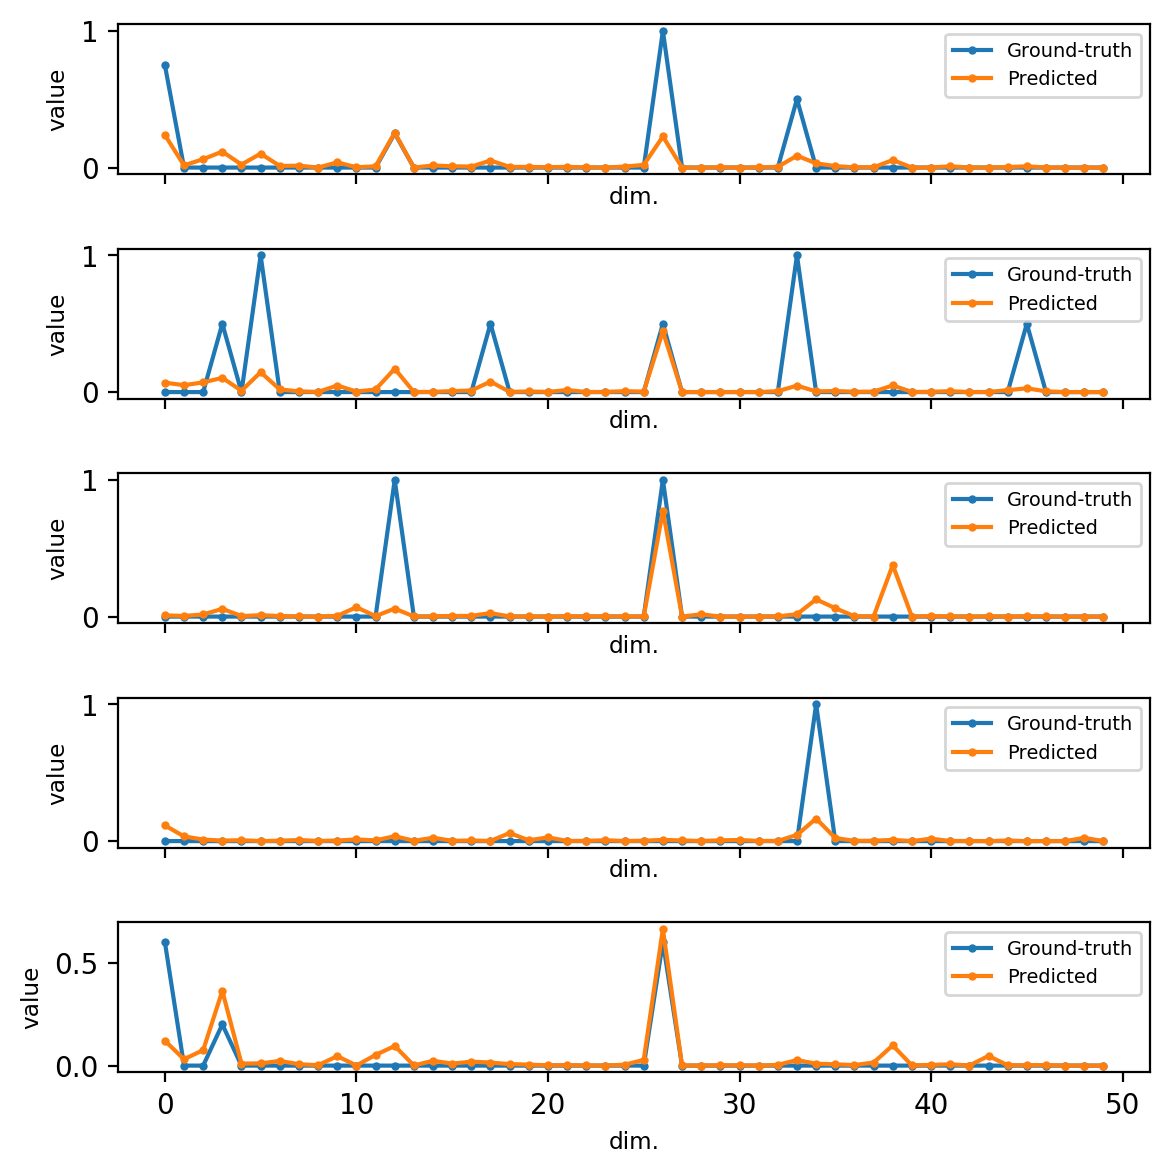 1
Ground-truth
value
Predicted
0
dim.
1
Ground-truth
value
Predicted
0
dim.
1
Ground-truth
value
Predicted
0
dim.
1
Ground-truth
value
Predicted
0
dim.
Ground-truth
0.5
Predicted
value
0.0
0 10 20 30 40 50
dim.